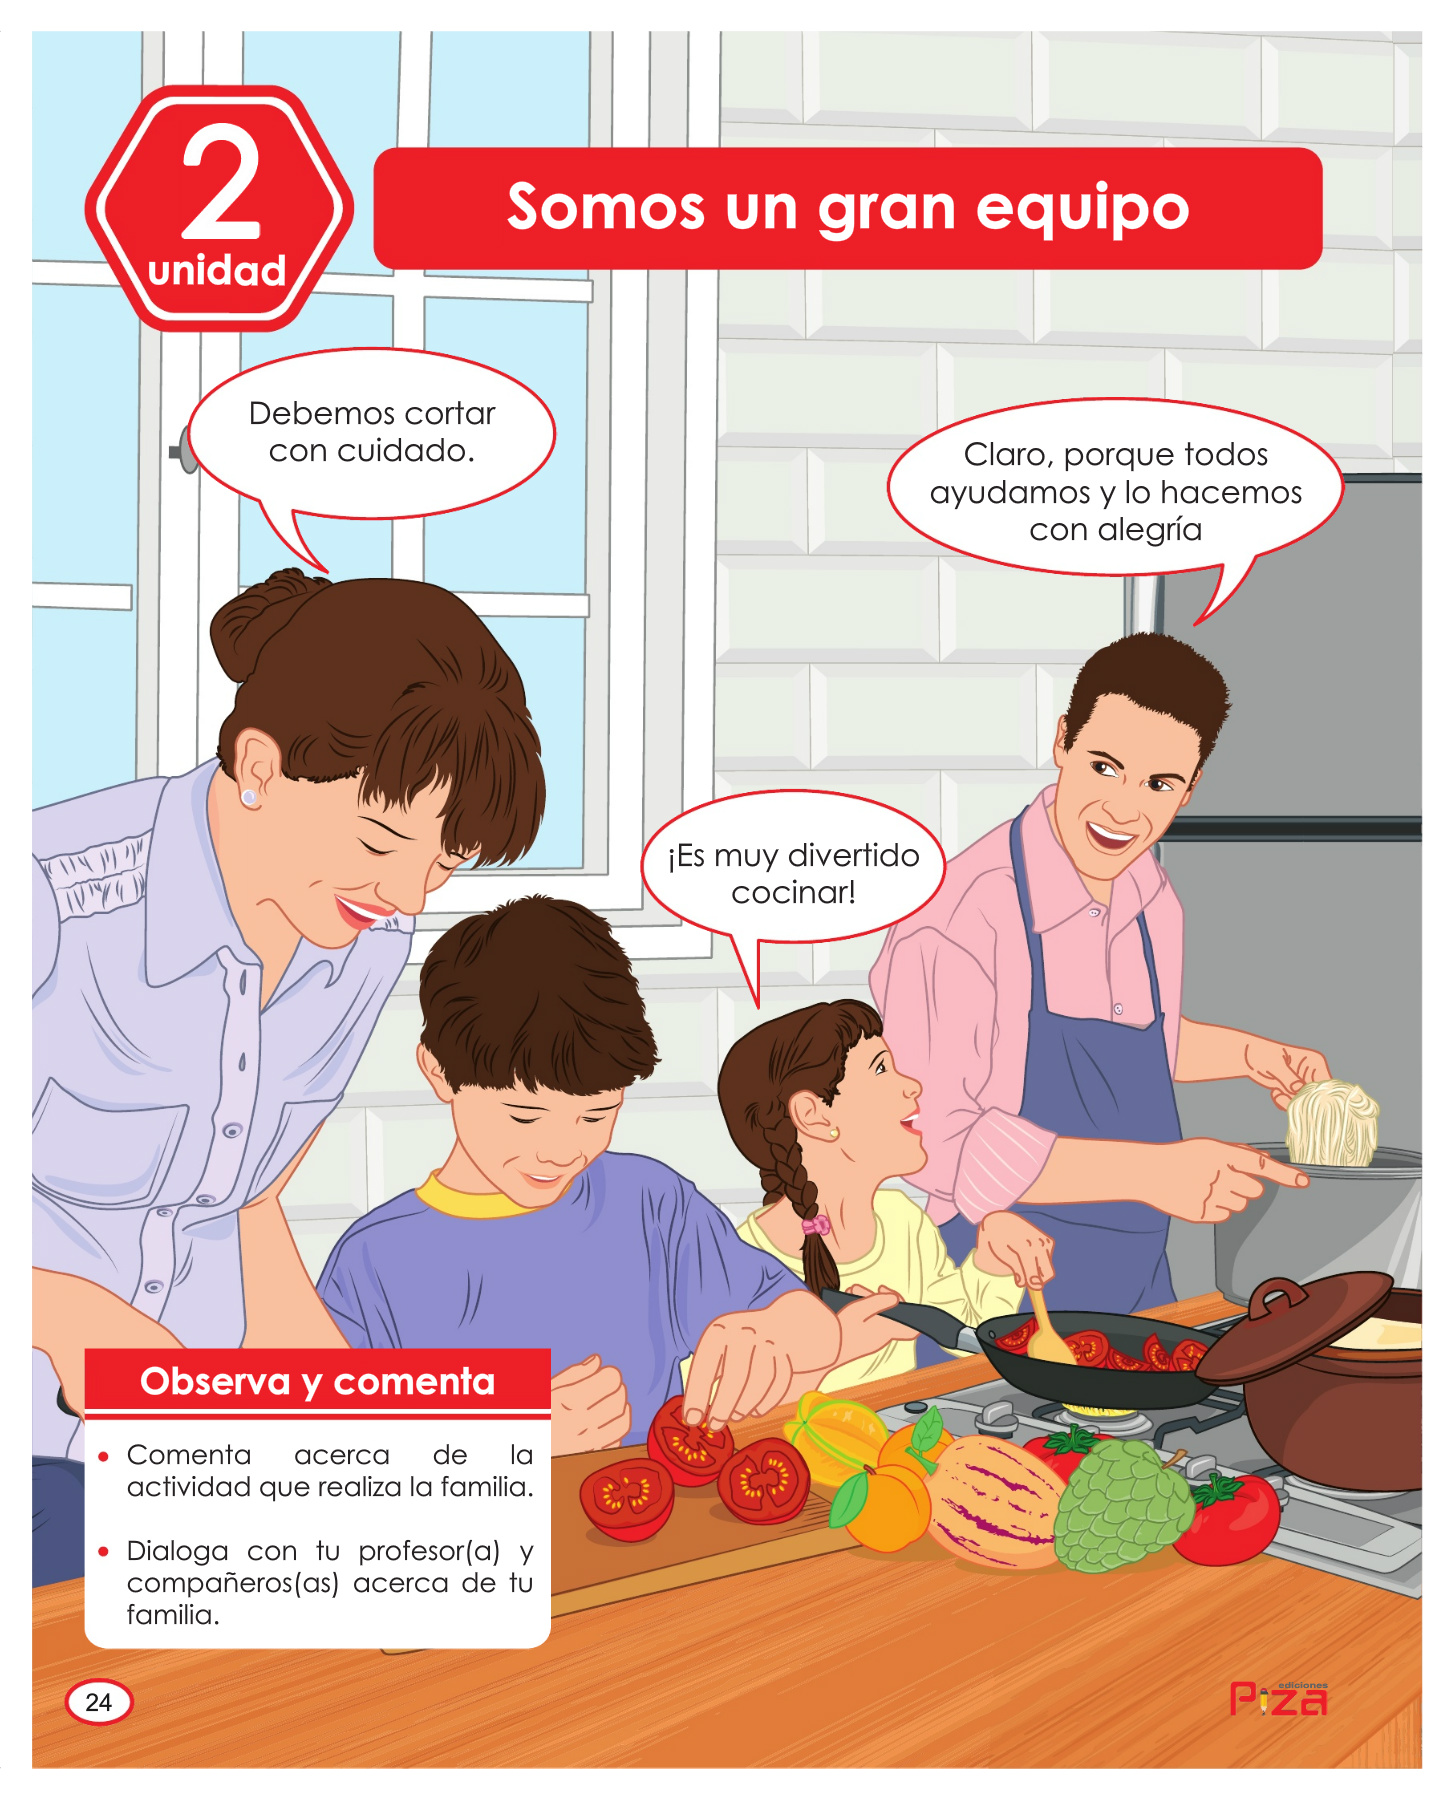 2
unidad
Somos un gran equipo
Debemos cortar
con cuidado.
Claro, porque todos
ayudamos y lo hacemos
con alegría
¡Es muy divertido
cocinar!
Observa y comenta
• Comenta acerca de la
actividad que realiza la familia.
• Dialoga con tu profesor(a) y
compañeros(as) acerca de tu
familia.
24
ediciones
Piza